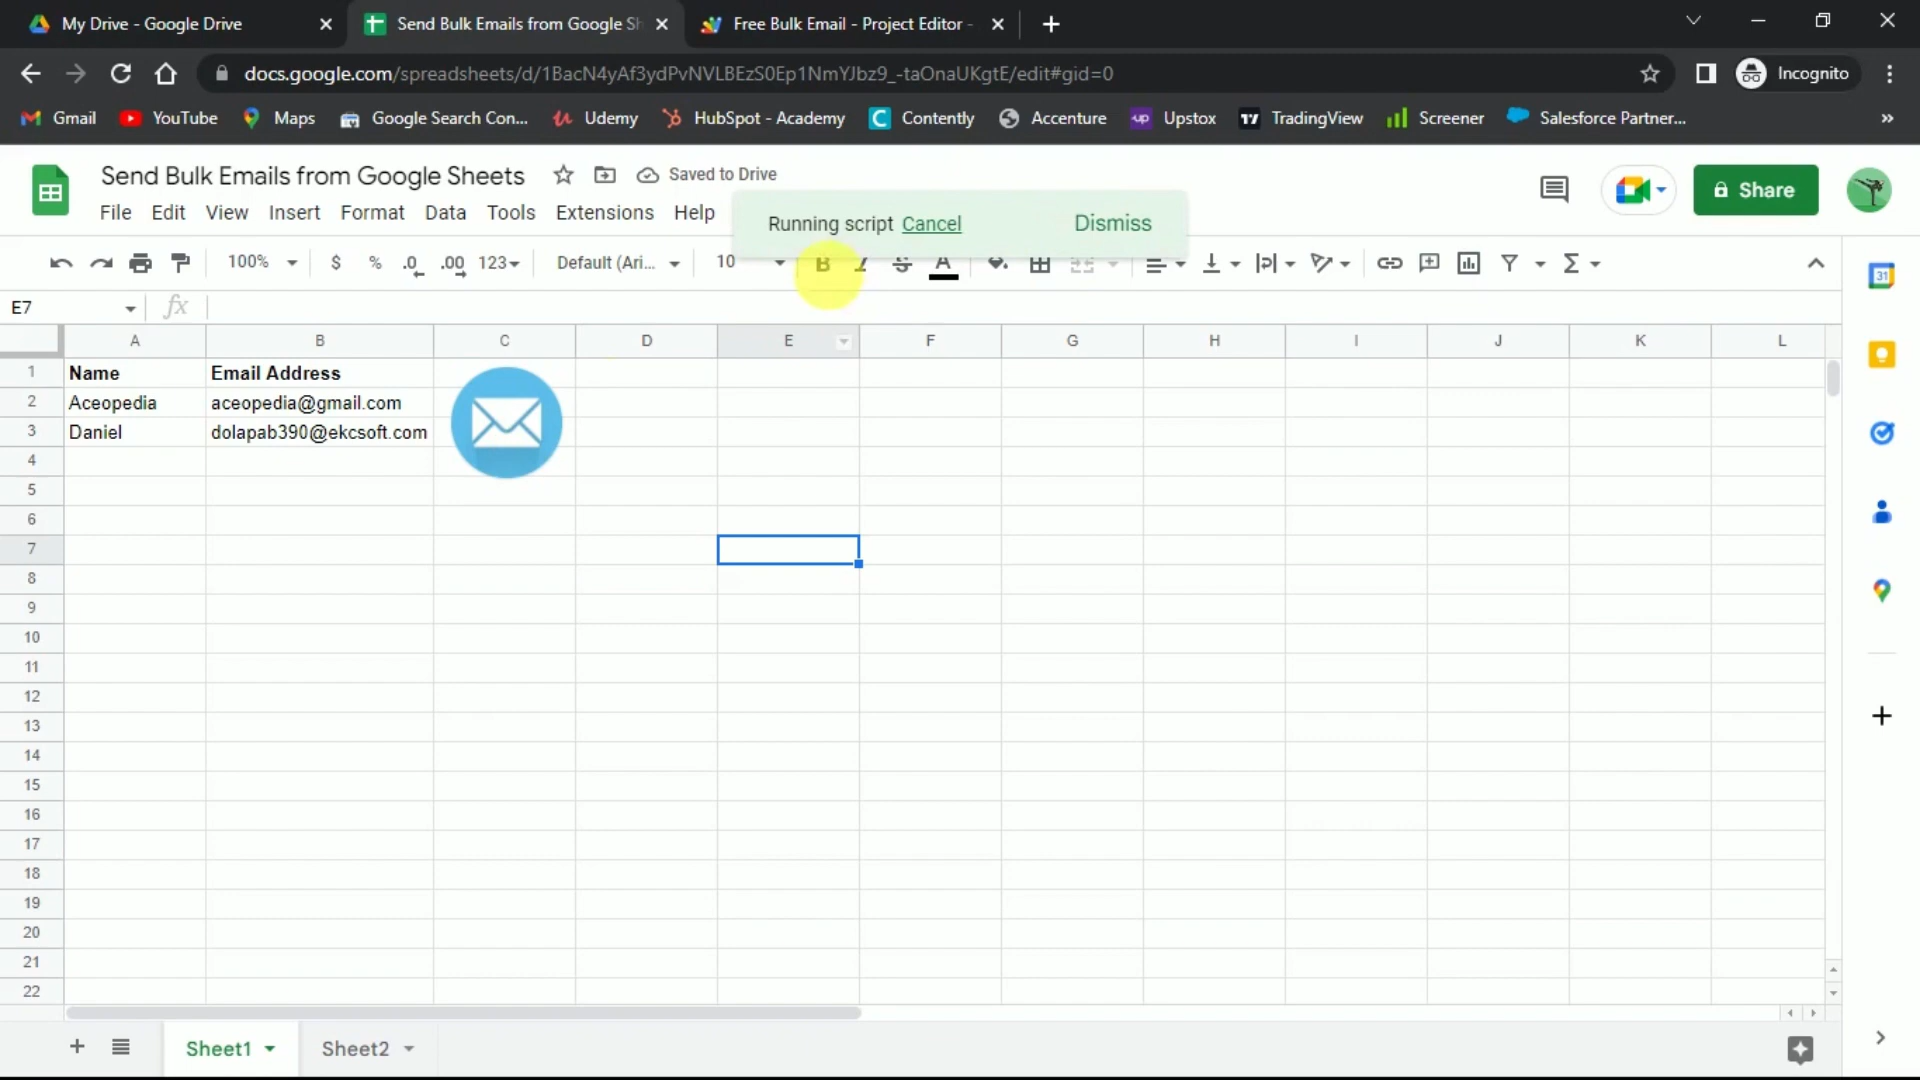 My Drive - Google Drive
Send Bulk Emails from Google Sh
Free Bulk Email - Project Editor -
docs.google.com/spreadsheets/d/1BacN4yAf3ydPvNVLBEzS0Ep1NmYJbz9_-taOnaUKgtE/edit#gid=0
Incognito
Gmail YouTube Maps Google Search Con... Udemy HubSpot - Academy Contently Accenture Upstox TradingView Screener Salesforce Partner... »
Send Bulk Emails from Google Sheets Saved to Drive
File Edit View Insert Format Data Tools Extensions Help
Running script Cancel Dismiss
Share
100% $ % .0 .00 123 Default (Ari... 10 B I S A
31
E7 fx
A B C D E F G H I J K L
1 Name Email Address
2 Aceopedia aceopedia@gmail.com
3 Daniel dolapab390@ekcsoft.com
4
5
6
7
8
9
10
11
12
13
14
15
16
17
18
19
20
21
22
Sheet1 Sheet2